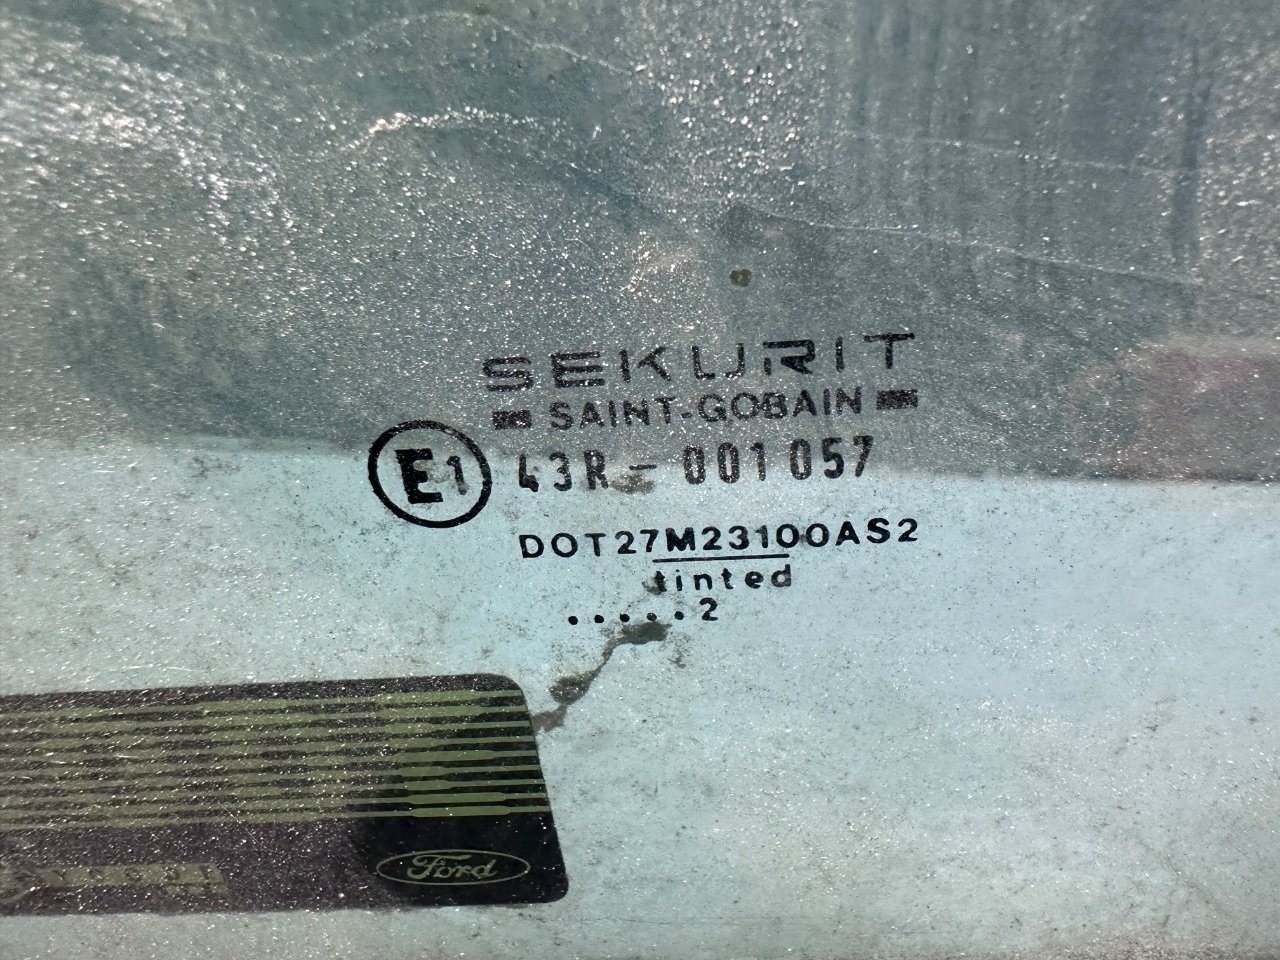 SEKURIT
SAINT-GOBAIN
E1 43R-001057
DOT27M23100AS2
tinted
.....2
Ford